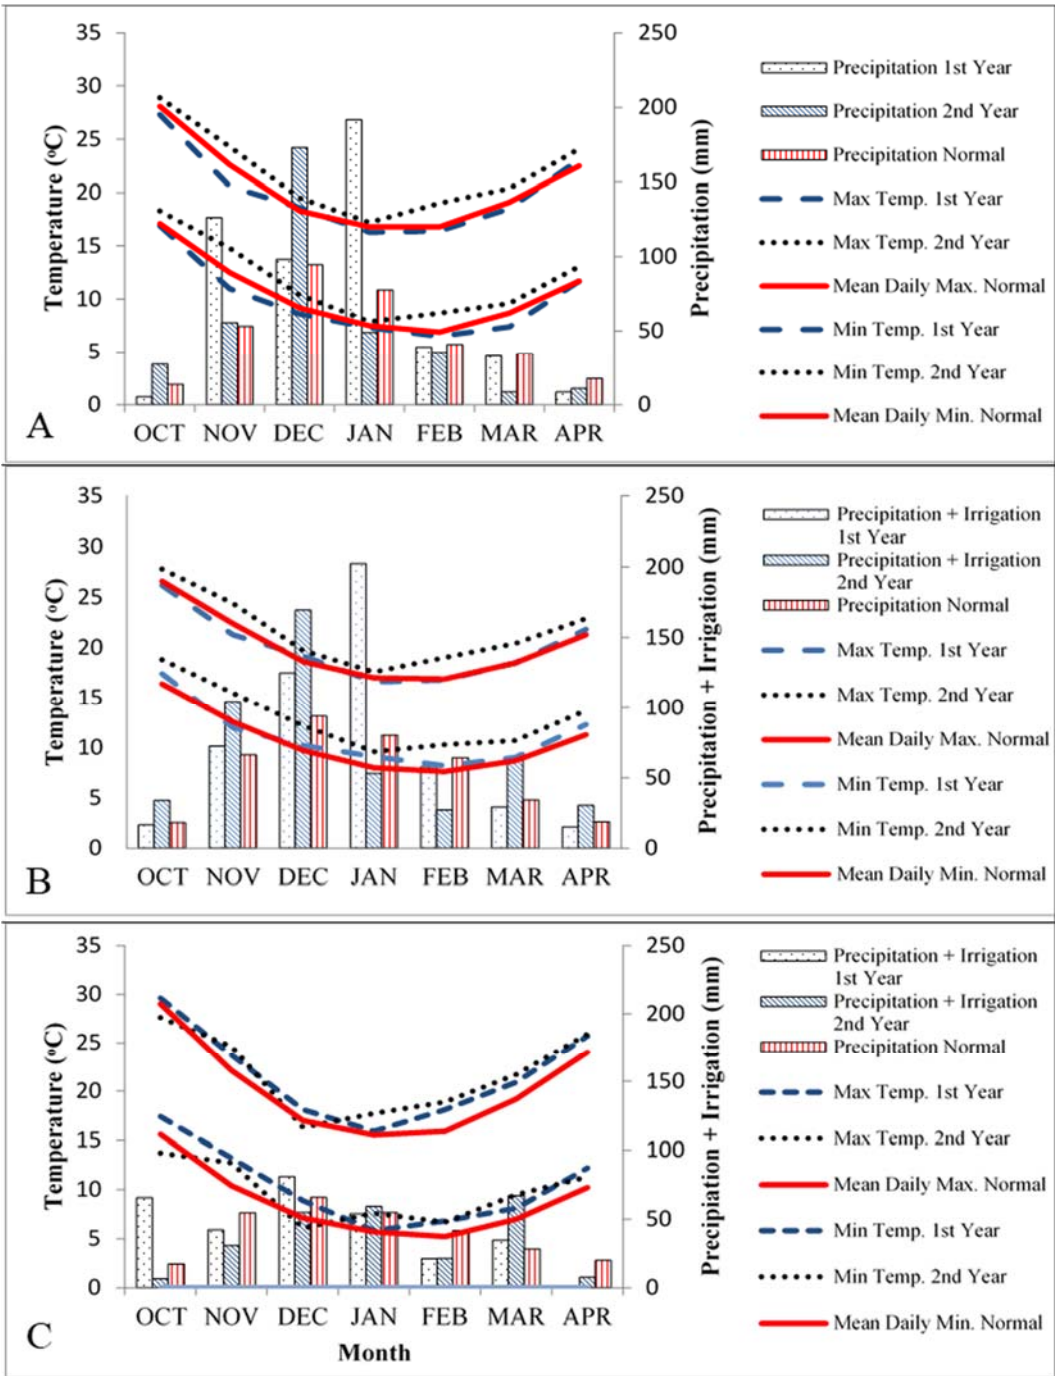 35
30
25
20
15
10
5
0
Temperature (ºC)
250
200
150
100
50
0
Precipitation (mm)
OCT NOV DEC JAN FEB MAR APR
A
Precipitation 1st Year
Precipitation 2nd Year
Precipitation Normal
Max Temp. 1st Year
Max Temp. 2nd Year
Mean Daily Max. Normal
Min Temp. 1st Year
Min Temp. 2nd Year
Mean Daily Min. Normal
35
30
25
20
15
10
5
0
Temperature (ºC)
250
200
150
100
50
0
Precipitation + Irrigation (mm)
OCT NOV DEC JAN FEB MAR APR
B
Precipitation + Irrigation
1st Year
Precipitation + Irrigation
2nd Year
Precipitation Normal
Max Temp. 1st Year
Max Temp. 2nd Year
Mean Daily Max. Normal
Min Temp. 1st Year
Min Temp. 2nd Year
Mean Daily Min. Normal
35
30
25
20
15
10
5
0
Temperature (ºC)
250
200
150
100
50
0
Precipiation + Irrigation (mm)
OCT NOV DEC JAN FEB MAR APR
Month
C
Precipitation + Irrigation
1st Year
Precipitation + Irrigation
2nd Year
Precipitation Normal
Max Temp. 1st Year
Max Temp. 2nd Year
Mean Daily Max. Normal
Min Temp. 1st Year
Min Temp. 2nd Year
Mean Daily Min. Normal